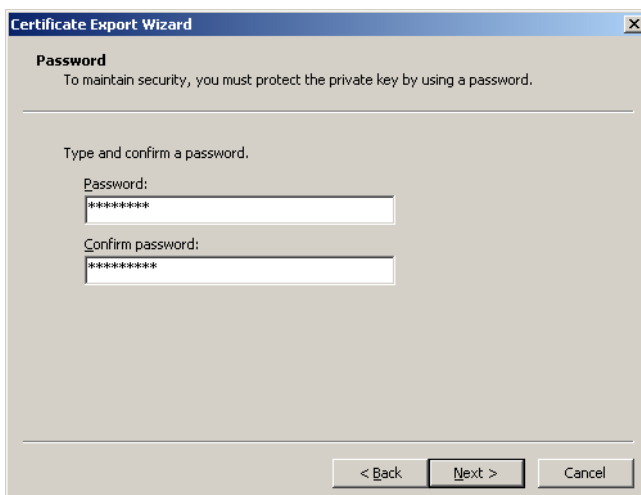 Certificate Export Wizard
Password
To maintain security, you must protect the private key by using a password.
Type and confirm a password.
Password:
********
Confirm password:
*********
< Back
Next >
Cancel